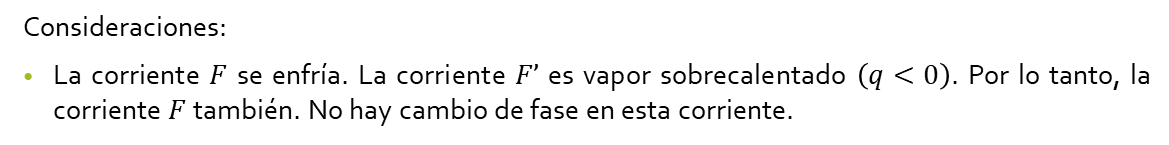 Consideraciones:
• La corriente F se enfría. La corriente F’ es vapor sobrecalentado (q < 0). Por lo tanto, la
corriente F también. No hay cambio de fase en esta corriente.